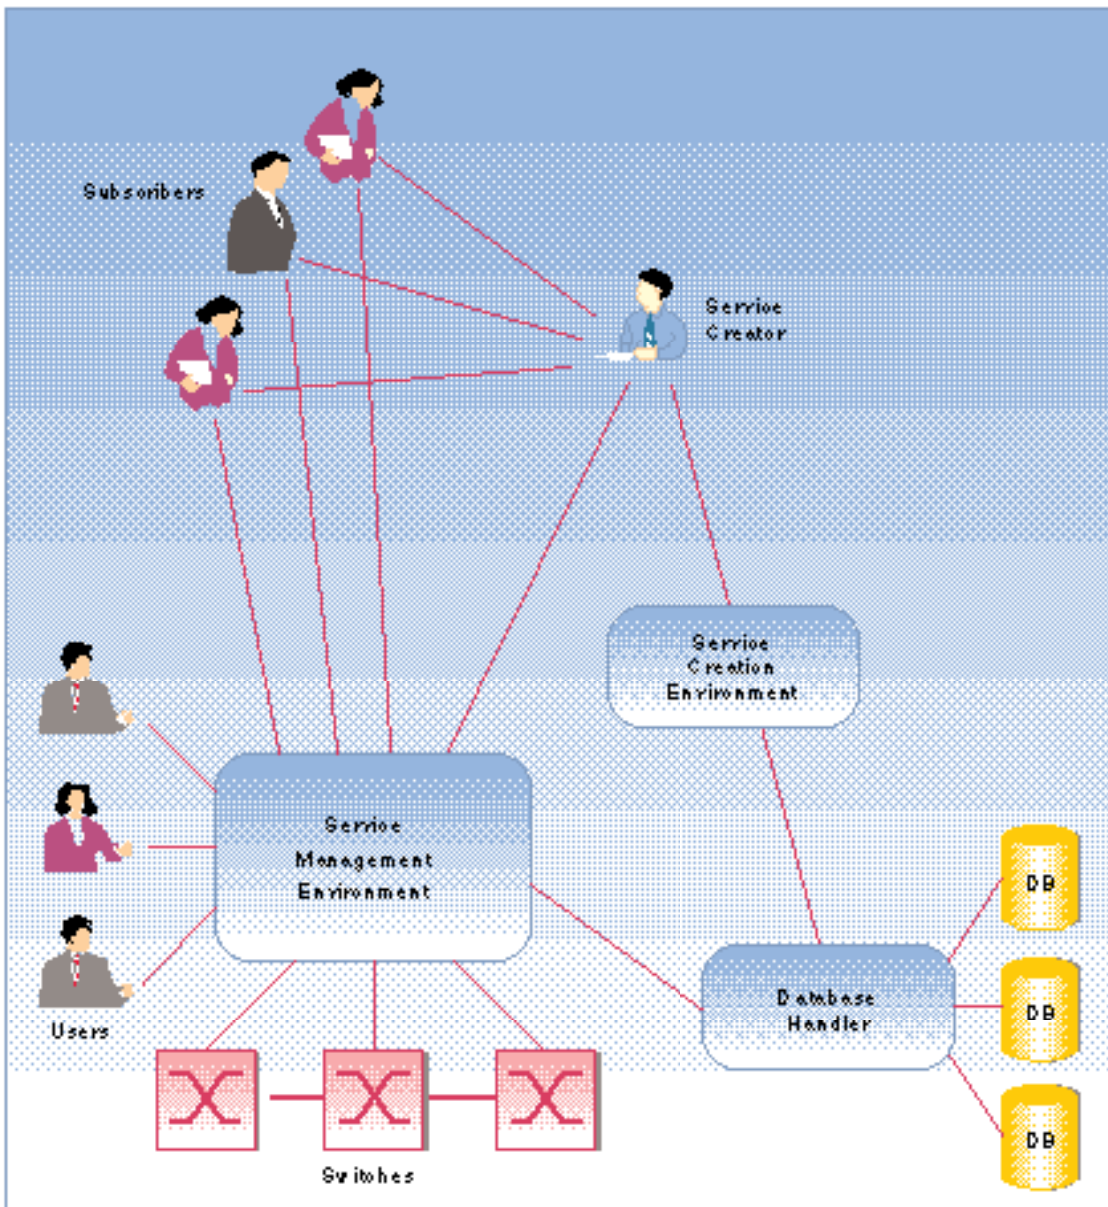 Subscribers
Service
Creator
Service
Creation
Environment
Service
Management
Environment
DB
Database
Handler
DB
Users
DB
Switches